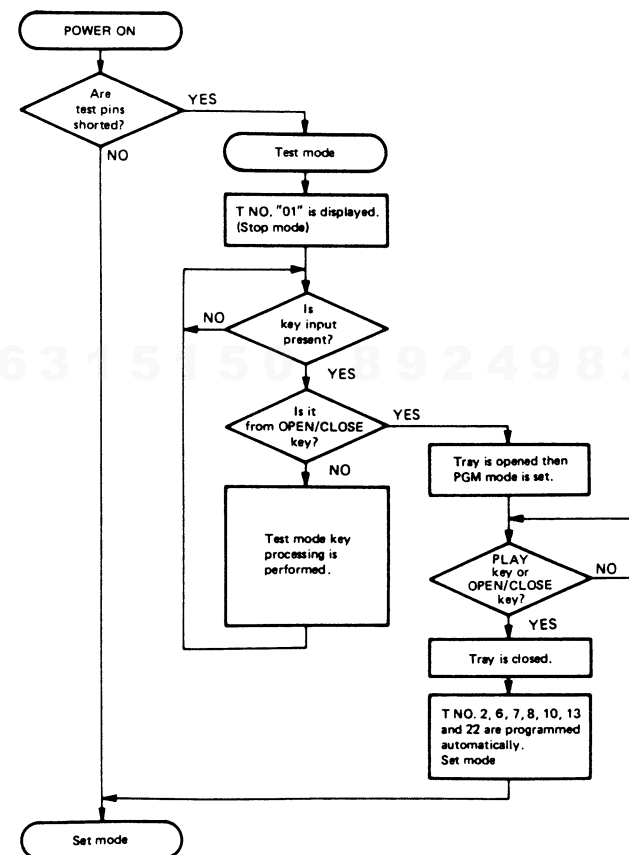 POWER ON
Are
test pins
shorted?
YES
NO
Test mode
T NO. "01" is displayed.
(Stop mode)
Is
key input
present?
NO
YES
Is it
from OPEN/CLOSE
key?
YES
NO
Tray is opened then
PGM mode is set.
Test mode key
processing is
performed.
PLAY
key or
OPEN/CLOSE
key?
NO
YES
Tray is closed.
T NO. 2, 6, 7, 8, 10, 13
and 22 are programmed
automatically.
Set mode
Set mode